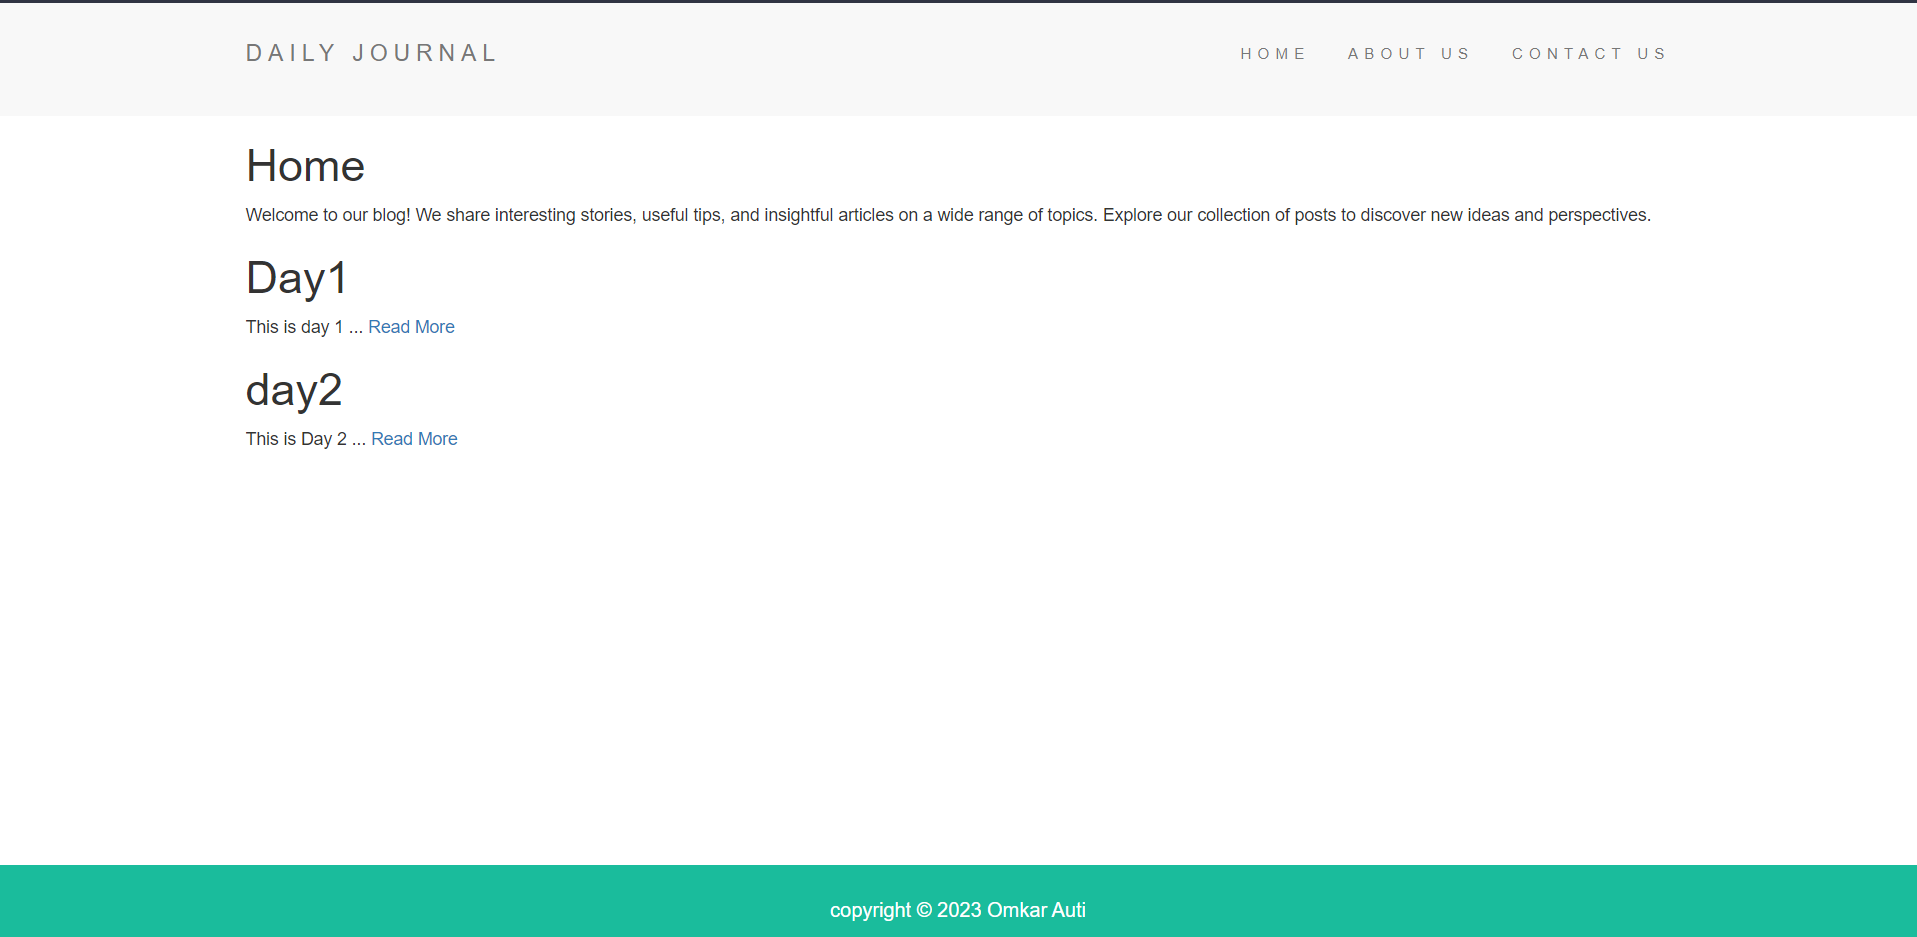 DAILY JOURNAL
HOME ABOUT US CONTACT US
Home
Welcome to our blog! We share interesting stories, useful tips, and insightful articles on a wide range of topics. Explore our collection of posts to discover new ideas and perspectives.
Day1
This is day 1 ... Read More
day2
This is Day 2 ... Read More
copyright © 2023 Omkar Auti